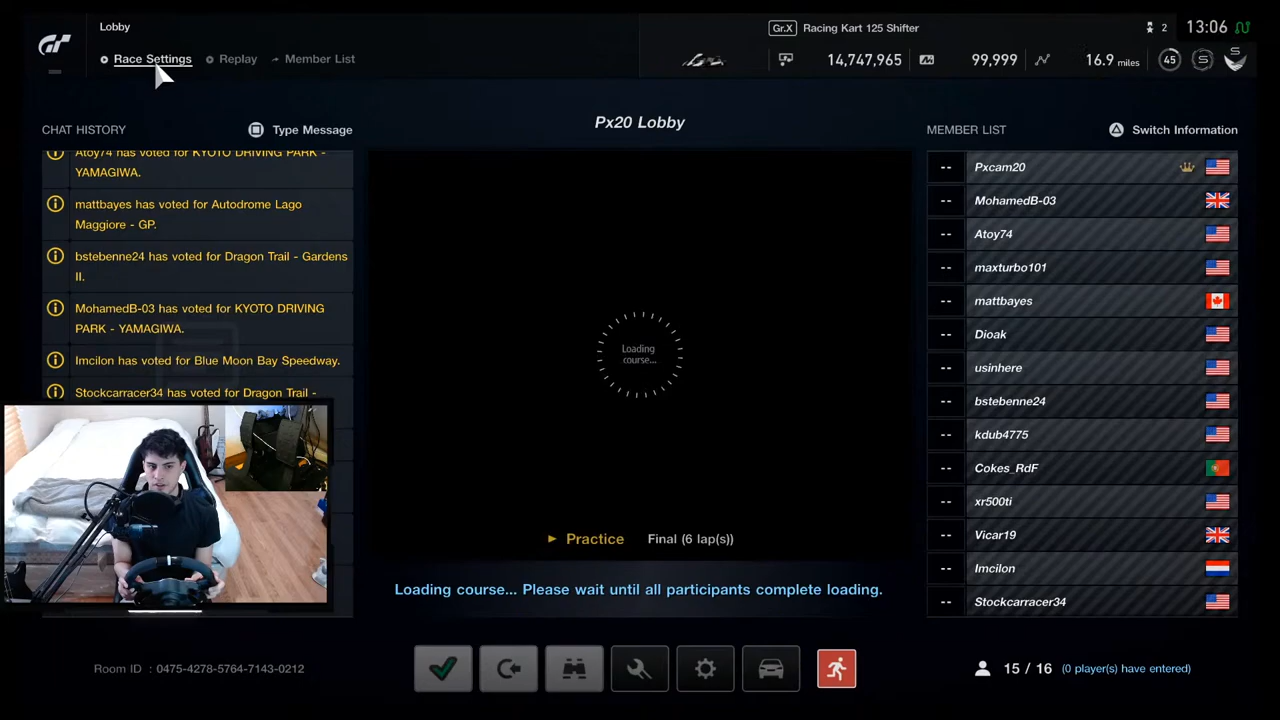 Lobby
Race Settings
Replay
Member List
Gr.X
Racing Kart 125 Shifter
2
13:06
14,747,965
99,999
16.9 miles
45
S
S
CHAT HISTORY
Type Message
Atoy74 has voted for KYOTO DRIVING PARK -
YAMAGIWA.
mattbayes has voted for Autodrome Lago
Maggiore - GP.
bstebenne24 has voted for Dragon Trail - Gardens
II.
MohamedB-03 has voted for KYOTO DRIVING
PARK - YAMAGIWA.
Imcilon has voted for Blue Moon Bay Speedway.
Stockcarracer34 has voted for Dragon Trail -
Px20 Lobby
Loading
course...
Practice
Final (6 lap(s))
Loading course... Please wait until all participants complete loading.
MEMBER LIST
Switch Information
-- Pxcam20
-- MohamedB-03
-- Atoy74
-- maxturbo101
-- mattbayes
-- Dioak
-- usinhere
-- bstebenne24
-- kdub4775
-- Cokes_RdF
-- xr500ti
-- Vicar19
-- Imcilon
-- Stockcarracer34
Room ID : 0475-4278-5764-7143-0212
15 / 16
(0 player(s) have entered)